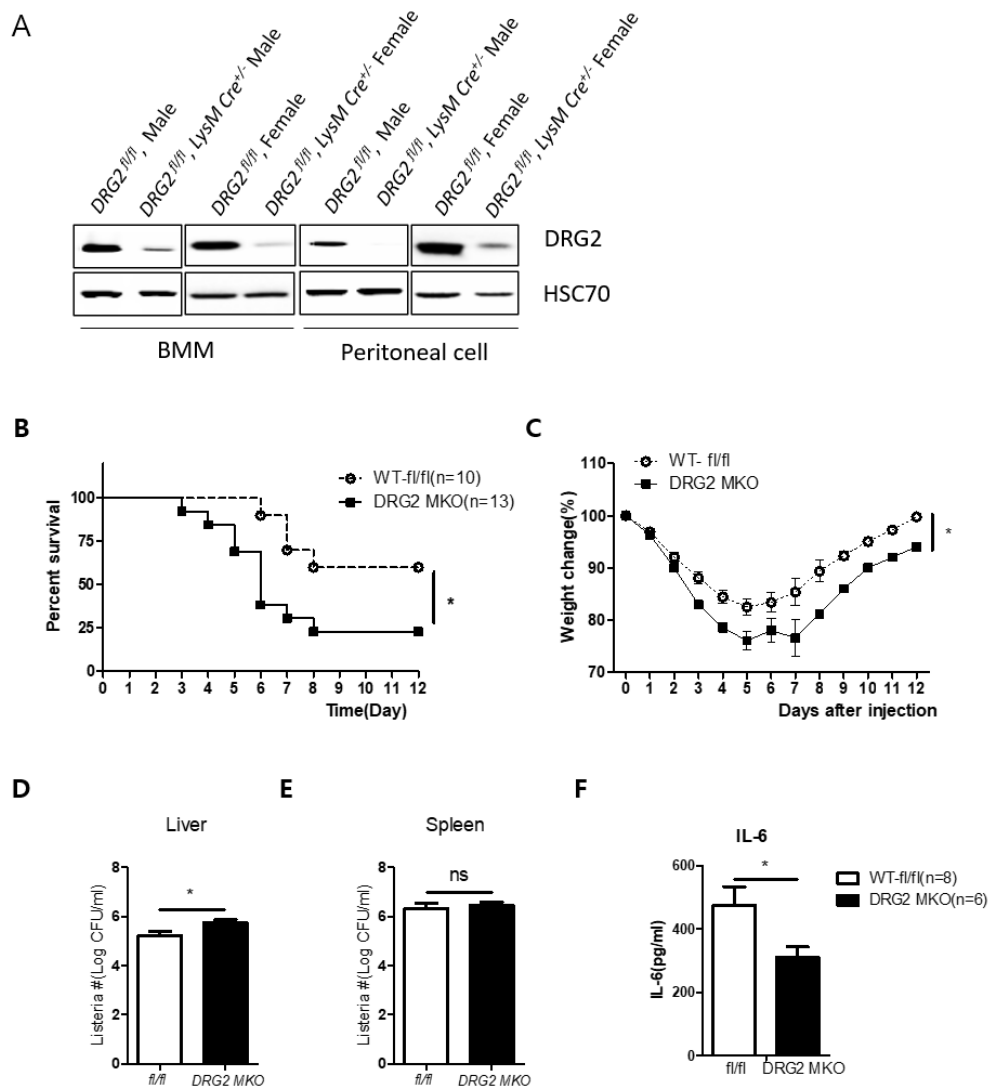 A
DRG2fl/fl, Male
DRG2fl/fl, LysM Cre+/- Male
DRG2fl/fl, Female
DRG2fl/fl, LysM Cre+/- Female
DRG2fl/fl, Male
DRG2fl/fl, LysM Cre+/- Male
DRG2fl/fl, Female
DRG2fl/fl, LysM Cre+/- Female
DRG2
HSC70
BMM
Peritoneal cell
B
WT-fl/fl(n=10)
DRG2 MKO(n=13)
Percent survival
100
75
50
25
0
*
0 1 2 3 4 5 6 7 8 9 10 11 12
Time(Day)
C
WT- fl/fl
DRG2 MKO
Weight change(%)
110
100
90
80
70
*
0 1 2 3 4 5 6 7 8 9 10 11 12
Days after injection
D
Liver
Listeria #(Log CFU/ml)
8
6
4
2
0
*
fl/fl DRG2 MKO
E
Spleen
Listeria #(Log CFU/ml)
8
6
4
2
0
ns
fl/fl DRG2 MKO
F
IL-6
IL-6(pg/ml)
600
400
200
0
*
WT-fl/fl(n=8)
DRG2 MKO(n=6)
fl/fl DRG2 MKO